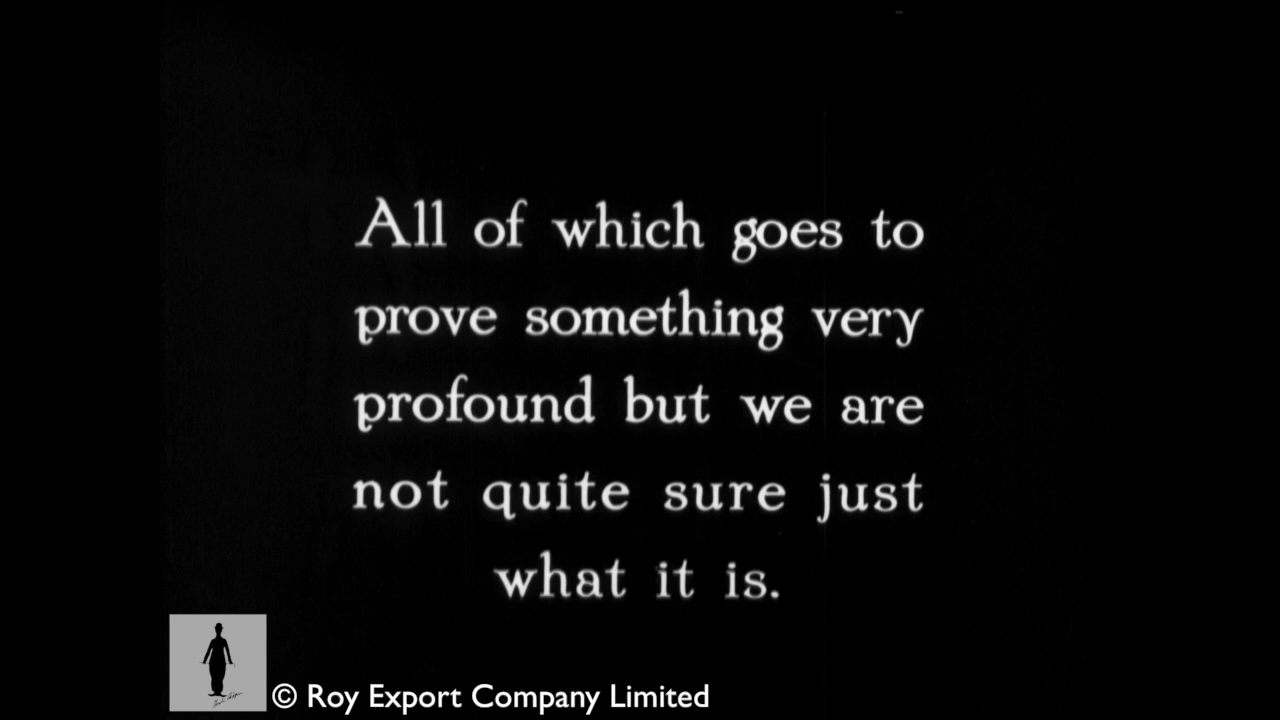 All of which goes to
prove something very
profound but we are
not quite sure just
what it is.
© Roy Export Company Limited